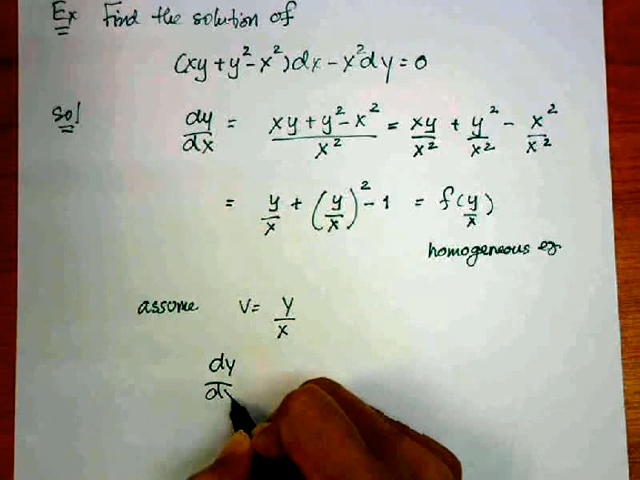 Ex Find the solution of
(xy + y² - x²)dx - x²dy = 0
Sol dy/dx = (xy + y² - x²)/x² = xy/x² + y²/x² - x²/x²
= y/x + (y/x)² - 1 = f(y/x)
homogeneous eq.
assume v = y/x
dy/dx